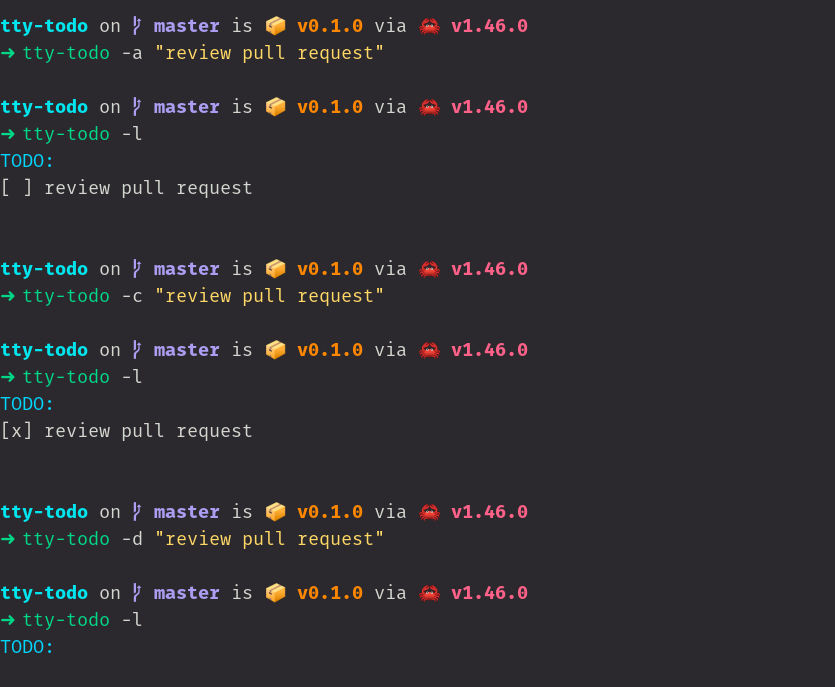 tty-todo on master is 📦 v0.1.0 via 🦀 v1.46.0
➜ tty-todo -a "review pull request"
tty-todo on master is 📦 v0.1.0 via 🦀 v1.46.0
➜ tty-todo -l
TODO:
[ ] review pull request
tty-todo on master is 📦 v0.1.0 via 🦀 v1.46.0
➜ tty-todo -c "review pull request"
tty-todo on master is 📦 v0.1.0 via 🦀 v1.46.0
➜ tty-todo -l
TODO:
[x] review pull request
tty-todo on master is 📦 v0.1.0 via 🦀 v1.46.0
➜ tty-todo -d "review pull request"
tty-todo on master is 📦 v0.1.0 via 🦀 v1.46.0
➜ tty-todo -l
TODO: